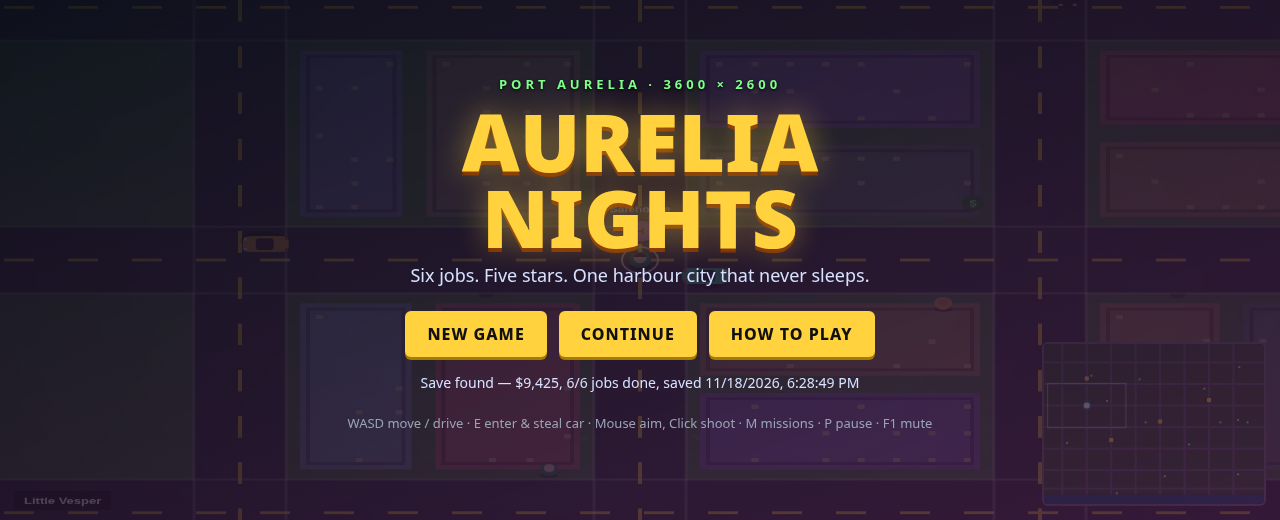 PORT AURELIA · 3600 × 2600
AURELIA
NIGHTS
Six jobs. Five stars. One harbour city that never sleeps.
NEW GAME
CONTINUE
HOW TO PLAY
Save found — $9,425, 6/6 jobs done, saved 11/18/2026, 6:28:49 PM
WASD move / drive · E enter & steal car · Mouse aim, Click shoot · M missions · P pause · F1 mute
Little Vesper
$